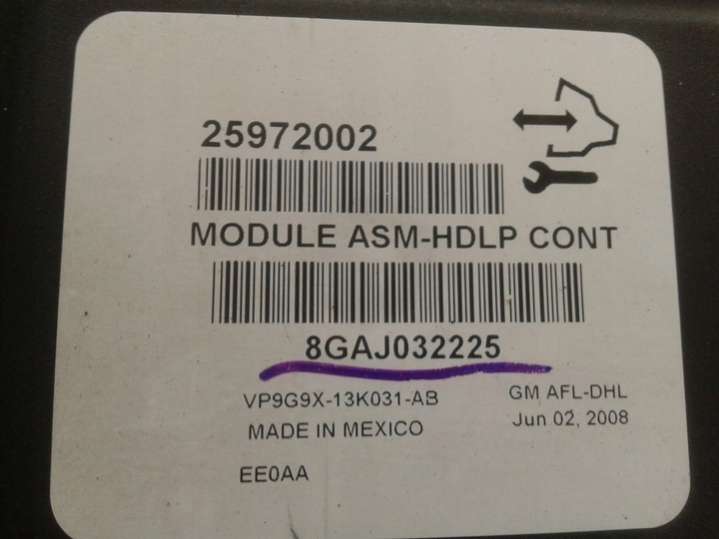 25972002
MODULE ASM-HDLP CONT
8GAJ032225
VP9G9X-13K031-AB
GM AFL-DHL
MADE IN MEXICO
Jun 02, 2008
EE0AA